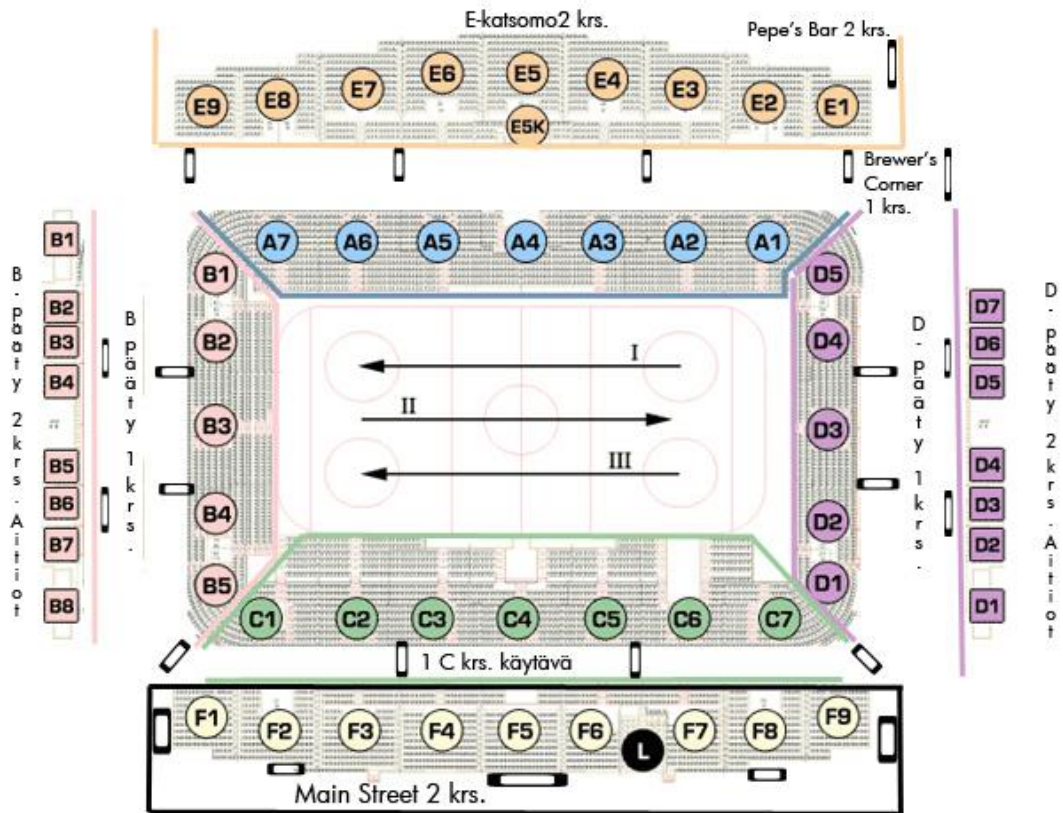 E-katsomo2 krs.
Pepe's Bar 2 krs.
E9 E8 E7 E6 E5 E4 E3 E2 E1
E5K
Brewer's
Corner
1 krs.
A7 A6 A5 A4 A3 A2 A1
B1
B2
B3
B4
B5
B6
B7
B8
B-pääty 2 krs. Aitiot
B pääty 1 krs.
B1
B2
B3
B4
B5
I
II
III
D5
D4
D3
D2
D1
D-pääty 1 krs.
D7
D6
D5
D4
D3
D2
D1
D-pääty 2 krs. Aitiot
C1 C2 C3 C4 C5 C6 C7
1 C krs. käytävä
F1 F2 F3 F4 F5 F6 F7 F8 F9
L
Main Street 2 krs.